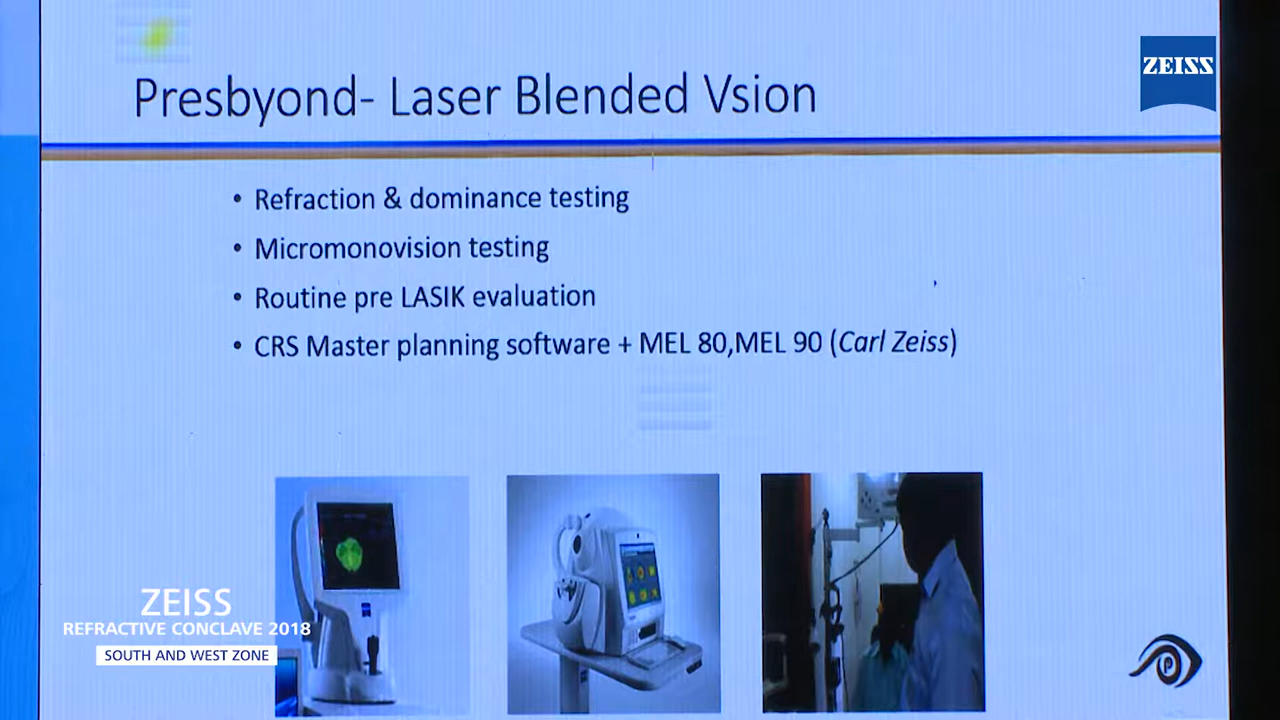 ZEISS
Presbyond- Laser Blended Vsion
• Refraction & dominance testing
• Micromonovision testing
• Routine pre LASIK evaluation
• CRS Master planning software + MEL 80,MEL 90 (Carl Zeiss)
ZEISS
REFRACTIVE CONCLAVE 2018
SOUTH AND WEST ZONE